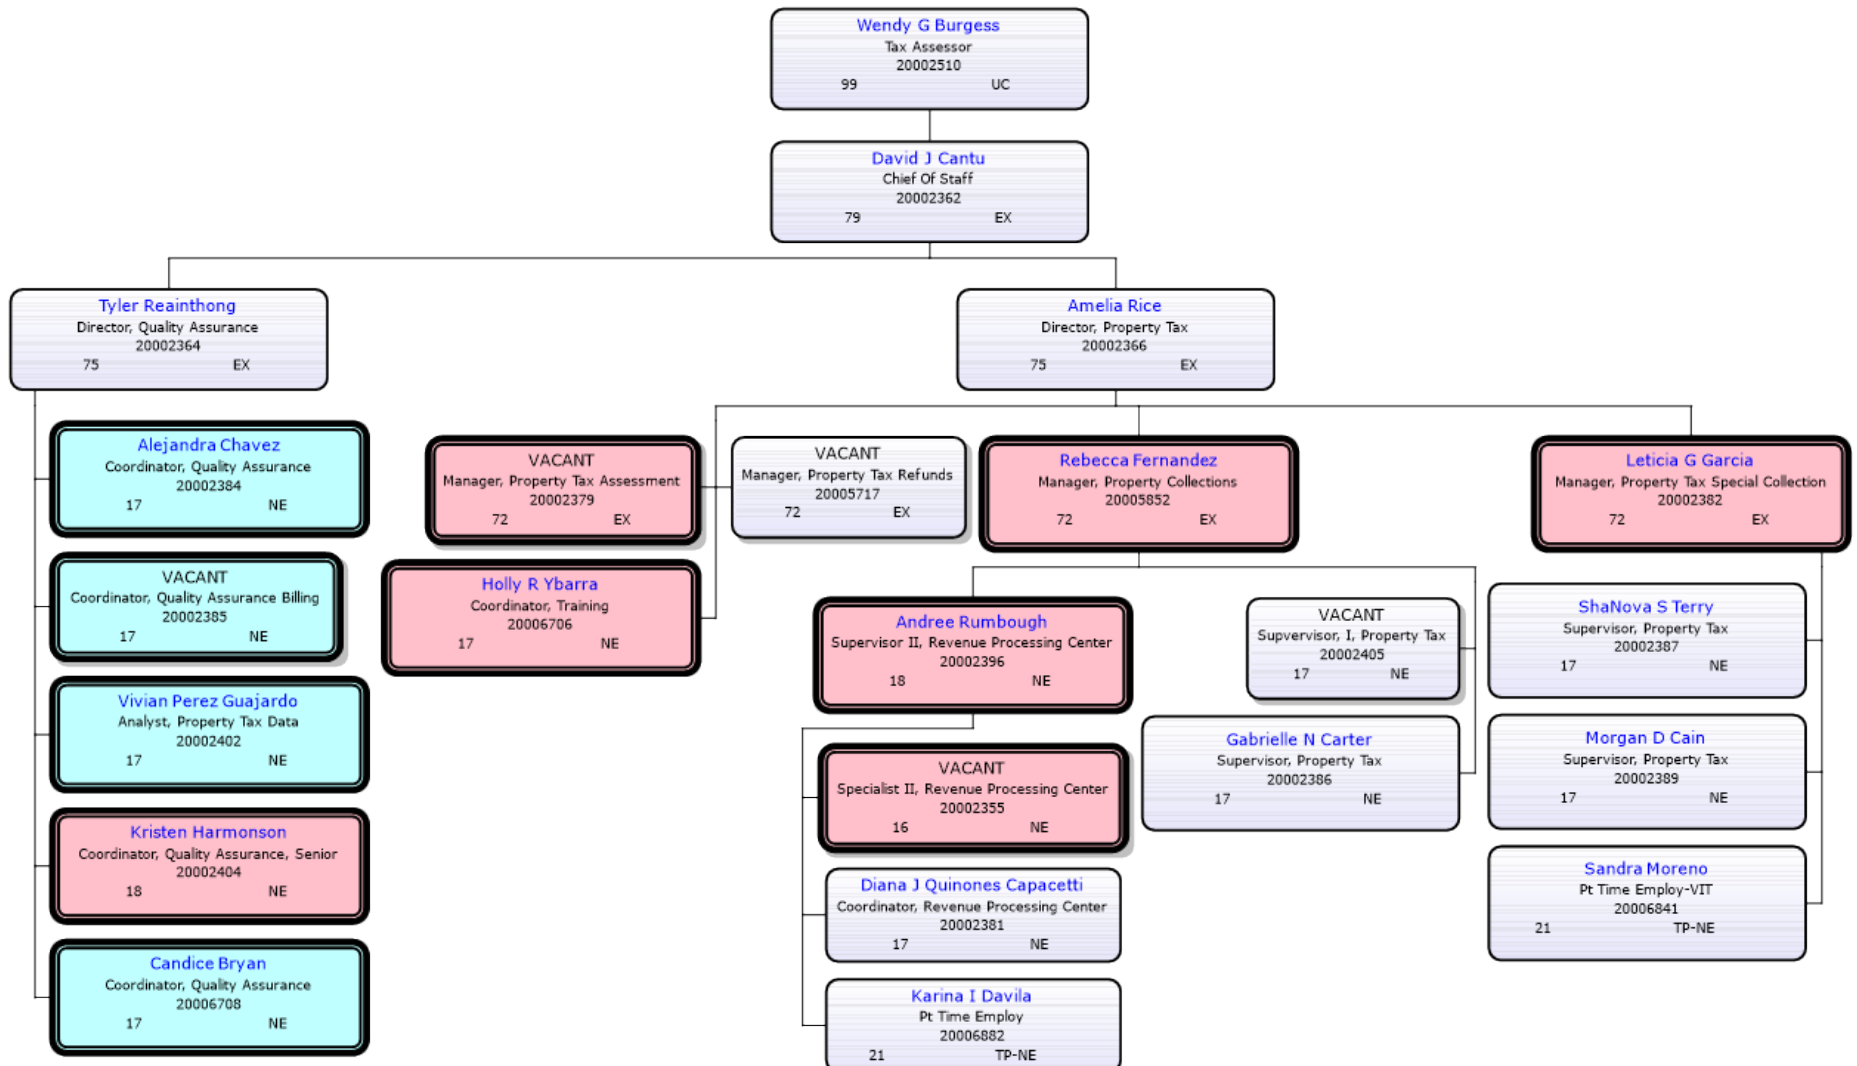 Wendy G Burgess
Tax Assessor
20002510
99 UC
David J Cantu
Chief Of Staff
20002362
79 EX
Tyler Reainthong
Director, Quality Assurance
20002364
75 EX
Amelia Rice
Director, Property Tax
20002366
75 EX
Alejandra Chavez
Coordinator, Quality Assurance
20002384
17 NE
VACANT
Coordinator, Quality Assurance Billing
20002385
17 NE
Vivian Perez Guajardo
Analyst, Property Tax Data
20002402
17 NE
Kristen Harmonson
Coordinator, Quality Assurance, Senior
20002404
18 NE
Candice Bryan
Coordinator, Quality Assurance
20006708
17 NE
VACANT
Manager, Property Tax Assessment
20002379
72 EX
VACANT
Manager, Property Tax Refunds
20005717
72 EX
Holly R Ybarra
Coordinator, Training
20006706
17 NE
Rebecca Fernandez
Manager, Property Collections
20005852
72 EX
Andree Rumbough
Supervisor II, Revenue Processing Center
20002396
18 NE
VACANT
Specialist II, Revenue Processing Center
20002355
16 NE
Diana J Quinones Capacetti
Coordinator, Revenue Processing Center
20002381
17 NE
Karina I Davila
Pt Time Employ
20006882
21 TP-NE
VACANT
Supvervisor, I, Property Tax
20002405
17 NE
Gabrielle N Carter
Supervisor, Property Tax
20002386
17 NE
Leticia G Garcia
Manager, Property Tax Special Collection
20002382
72 EX
ShaNova S Terry
Supervisor, Property Tax
20002387
17 NE
Morgan D Cain
Supervisor, Property Tax
20002389
17 NE
Sandra Moreno
Pt Time Employ-VIT
20006841
21 TP-NE